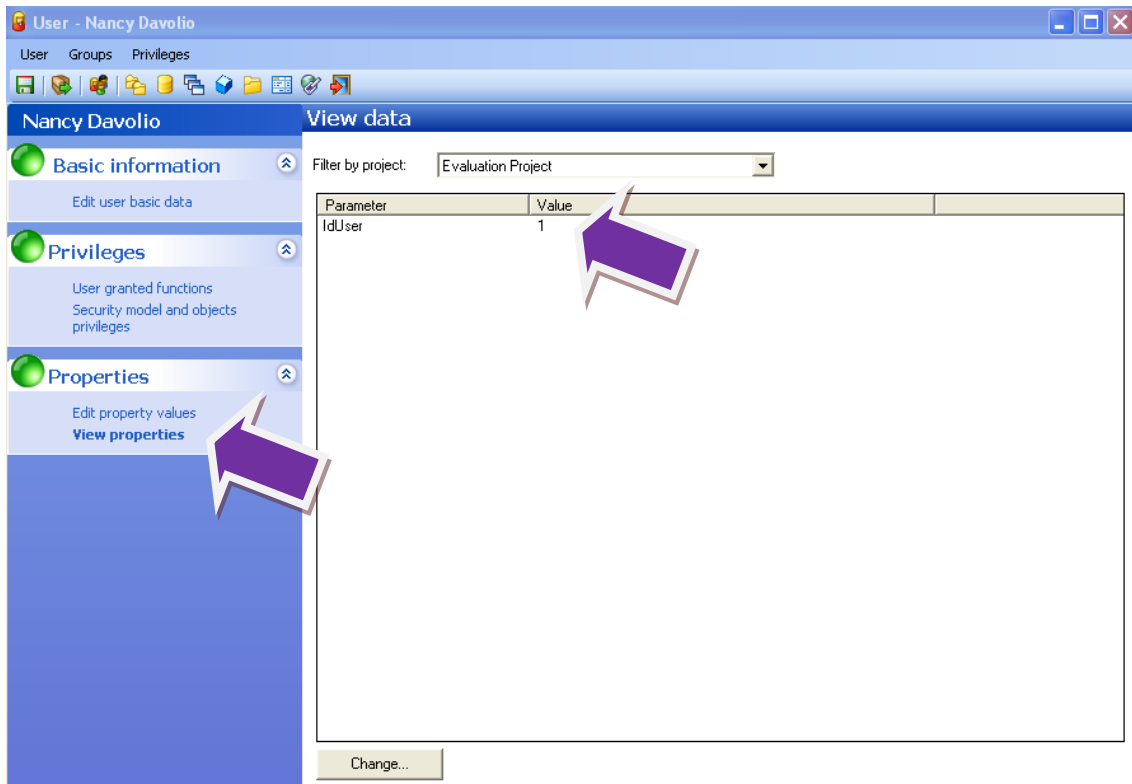 User - Nancy Davolio
User Groups Privileges
Nancy Davolio
View data
Basic information
Edit user basic data
Privileges
User granted functions
Security model and objects
privileges
Properties
Edit property values
View properties
Filter by project: Evaluation Project
Parameter Value
IdUser 1
Change...